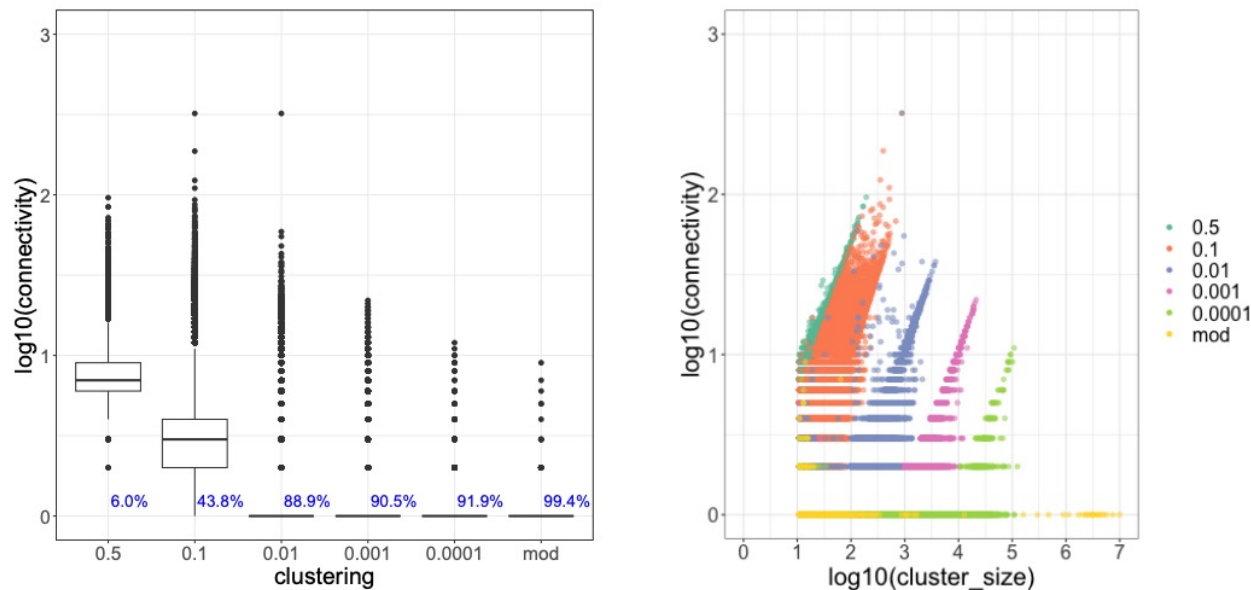 3
2
1
0
log10(connectivity)
6.0% 43.8% 88.9% 90.5% 91.9% 99.4%
0.5 0.1 0.01 0.001 0.0001 mod
clustering
3
2
1
0
log10(connectivity)
0 1 2 3 4 5 6 7
log10(cluster_size)
0.5
0.1
0.01
0.001
0.0001
mod